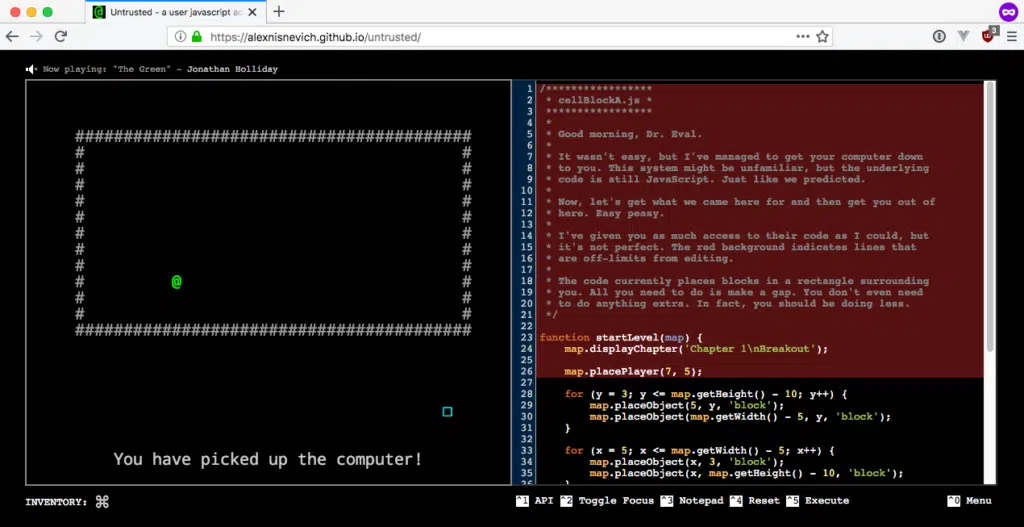 Untrusted - a user javascript ad
https://alexnisnevich.github.io/untrusted/
3
Now playing: "The Green" - Jonathan Holliday
#########################################
# #
# #
# #
# #
# #
# #
# #
# #
# @ #
# #
# #
#########################################
You have picked up the computer!
INVENTORY: ⌘
1 /*****************
2 * cellBlockA.js *
3 *****************
4 *
5 * Good morning, Dr. Eval.
6 *
7 * It wasn't easy, but I've managed to get your computer down
8 * to you. This system might be unfamiliar, but the underlying
9 * code is still JavaScript. Just like we predicted.
10 *
11 * Now, let's get what we came here for and then get you out of
12 * here. Easy peasy.
13 *
14 * I've given you as much access to their code as I could, but
15 * it's not perfect. The red background indicates lines that
16 * are off-limits from editing.
17 *
18 * The code currently places blocks in a rectangle surrounding
19 * you. All you need to do is make a gap. You don't even need
20 * to do anything extra. In fact, you should be doing less.
21 */
22
23 function startLevel(map) {
24 map.displayChapter('Chapter 1\nBreakout');
25
26 map.placePlayer(7, 5);
27
28 for (y = 3; y <= map.getHeight() - 10; y++) {
29 map.placeObject(5, y, 'block');
30 map.placeObject(map.getWidth() - 5, y, 'block');
31 }
32
33 for (x = 5; x <= map.getWidth() - 5; x++) {
34 map.placeObject(x, 3, 'block');
35 map.placeObject(x, map.getHeight() - 10, 'block');
36 }
^1 API ^2 Toggle Focus ^3 Notepad ^4 Reset ^5 Execute ^0 Menu